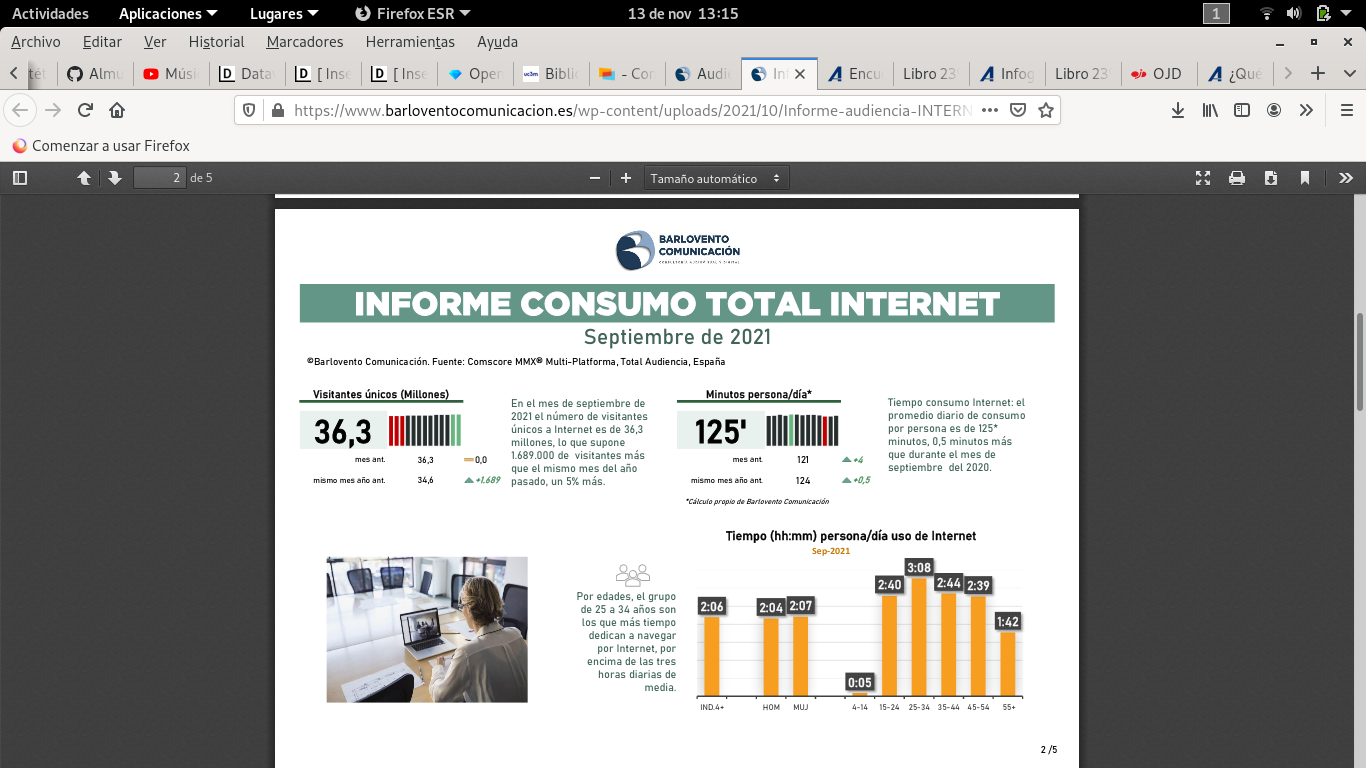 Actividades Aplicaciones Lugares Firefox ESR 13 de nov 13:15 1
Archivo Editar Ver Historial Marcadores Herramientas Ayuda
Almu Músi Data [ Inse [ Inse Oper Biblio - Cor Audi In Encu Libro 23 Infog Libro 23 OJD ¿Qué
https://www.barloventocomunicacion.es/wp-content/uploads/2021/10/Informe-audiencia-INTERN
Comenzar a usar Firefox
2 de 5 Tamaño automático
BARLOVENTO
COMUNICACIÓN
INFORME CONSUMO TOTAL INTERNET
Septiembre de 2021
©Barlovento Comunicación. Fuente: Comscore MMX® Multi-Platforma, Total Audiencia, España
Visitantes únicos (Millones)
36,3
mes ant. 36,3 0,0
mismo mes año ant. 34,6 +1.689
En el mes de septiembre de
2021 el número de visitantes
únicos a Internet es de 36,3
millones, lo que supone
1.689.000 de visitantes más
que el mismo mes del año
pasado, un 5% más.
Minutos persona/día*
125'
mes ant. 121 +4
mismo mes año ant. 124 +0,5
*Cálculo propio de Barlovento Comunicación
Tiempo consumo Internet: el
promedio diario de consumo
por persona es de 125*
minutos, 0,5 minutos más
que durante el mes de
septiembre del 2020.
Por edades, el grupo
de 25 a 34 años son
los que más tiempo
dedican a navegar
por Internet, por
encima de las tres
horas diarias de
media.
Tiempo (hh:mm) persona/día uso de Internet
Sep-2021
2:06 2:04 2:07 0:05 2:40 3:08 2:44 2:39 1:42
IND.4+ HOM MUJ 4-14 15-24 25-34 35-44 45-54 55+
2 /5